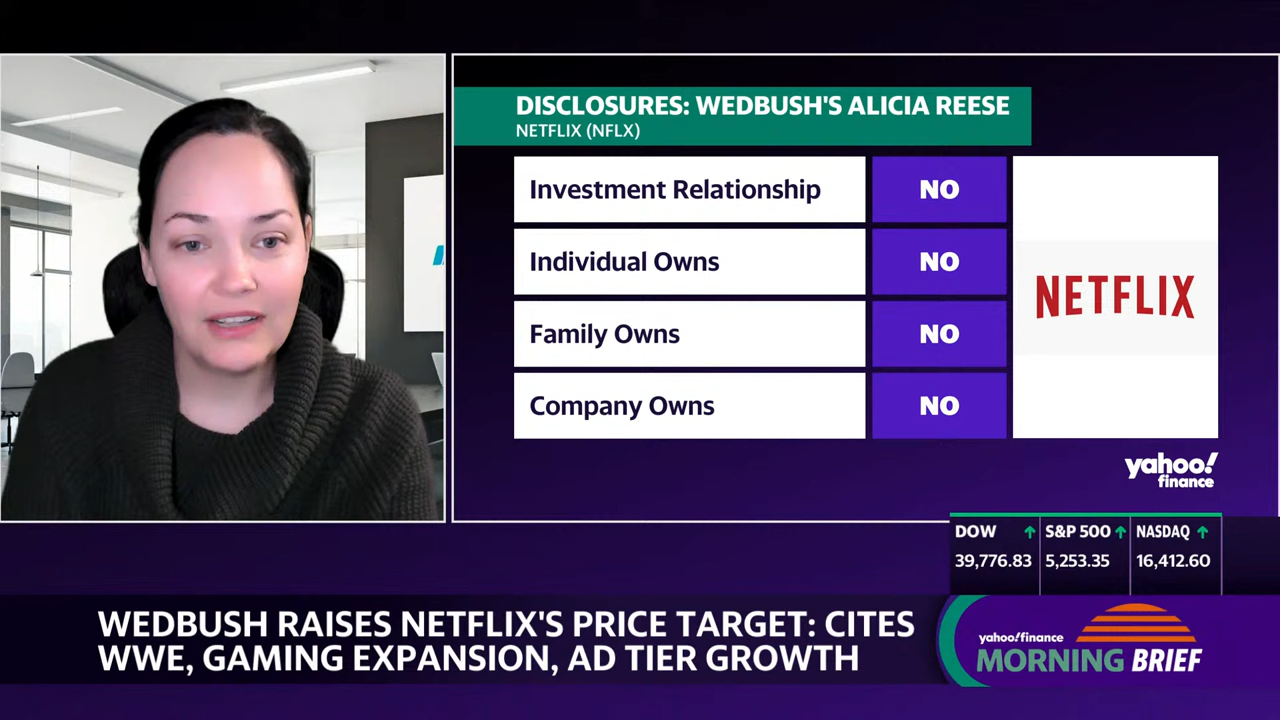 DISCLOSURES: WEDBUSH'S ALICIA REESE
NETFLIX (NFLX)
Investment Relationship NO
Individual Owns NO
Family Owns NO
Company Owns NO
NETFLIX
yahoo!
finance
DOW S&P 500 NASDAQ
39,776.83 5,253.35 16,412.60
WEDBUSH RAISES NETFLIX'S PRICE TARGET: CITES
WWE, GAMING EXPANSION, AD TIER GROWTH
yahoo!finance
MORNING BRIEF